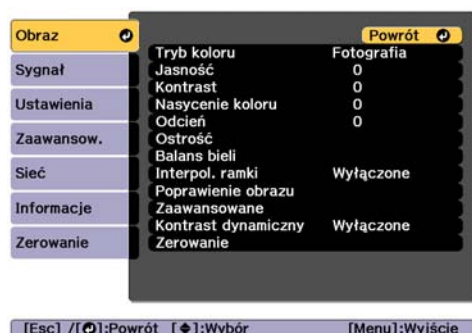 Obraz
Sygnał
Ustawienia
Zaawansow.
Sieć
Informacje
Zerowanie
Powrót
Tryb koloru Fotografia
Jasność 0
Kontrast 0
Nasycenie koloru 0
Odcień 0
Ostrość
Balans bieli
Interpol. ramki Wyłączone
Poprawienie obrazu
Zaawansowane
Kontrast dynamiczny Wyłączone
Zerowanie
[Esc] /[⏎]:Powrót [◆]:Wybór [Menu]:Wyjście